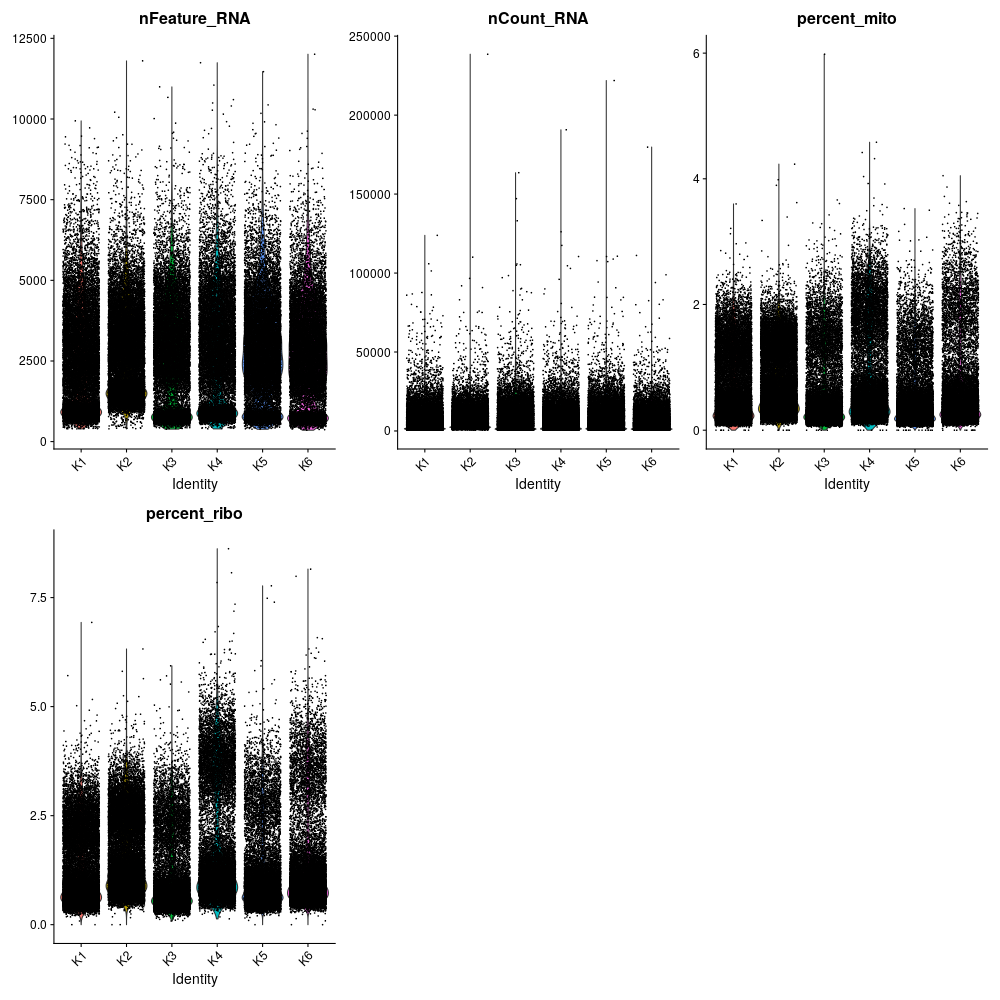 nFeature_RNA
12500
10000
7500
5000
2500
0
K1 K2 K3 K4 K5 K6
Identity
nCount_RNA
250000
200000
150000
100000
50000
0
K1 K2 K3 K4 K5 K6
Identity
percent_mito
6
4
2
0
K1 K2 K3 K4 K5 K6
Identity
percent_ribo
7.5
5.0
2.5
0.0
K1 K2 K3 K4 K5 K6
Identity